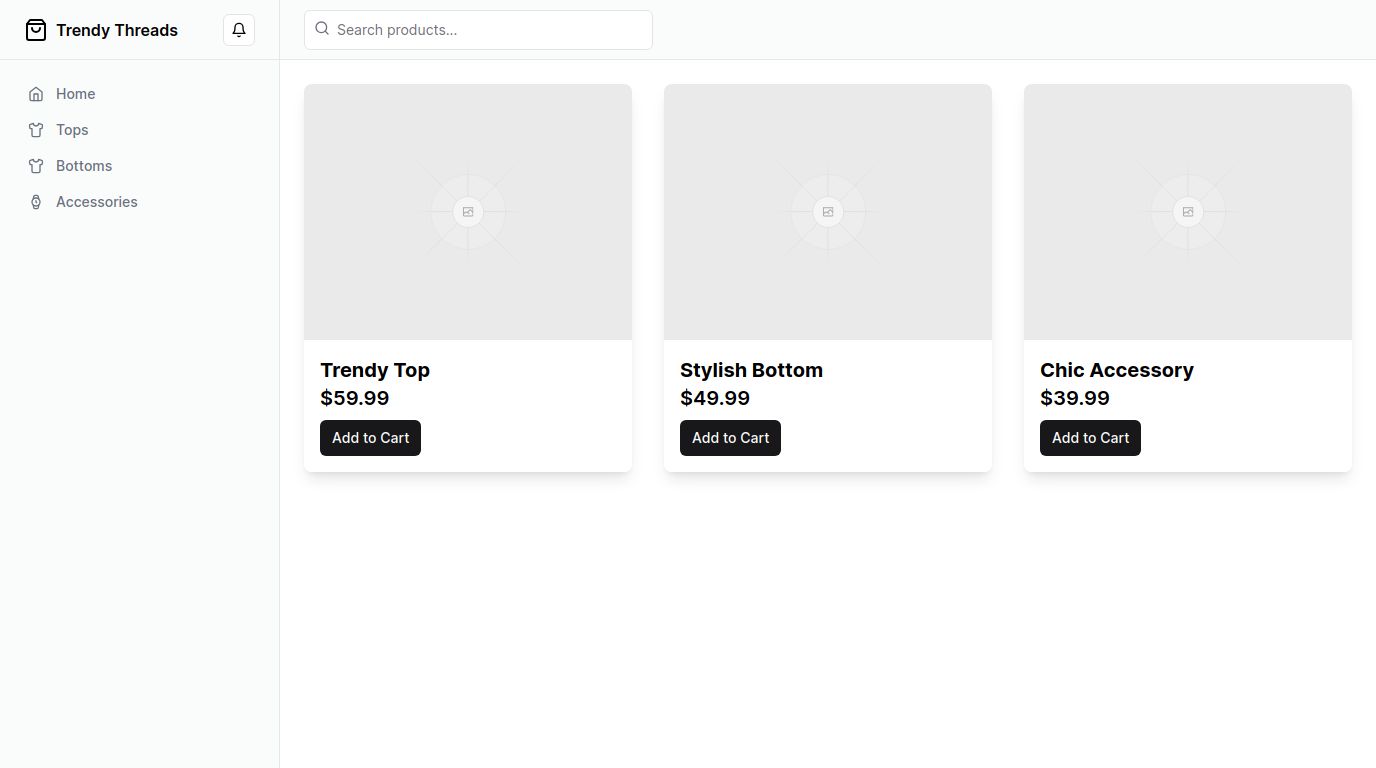 Trendy Threads
Search products...
Home
Tops
Bottoms
Accessories
Trendy Top
$59.99
Add to Cart
Stylish Bottom
$49.99
Add to Cart
Chic Accessory
$39.99
Add to Cart